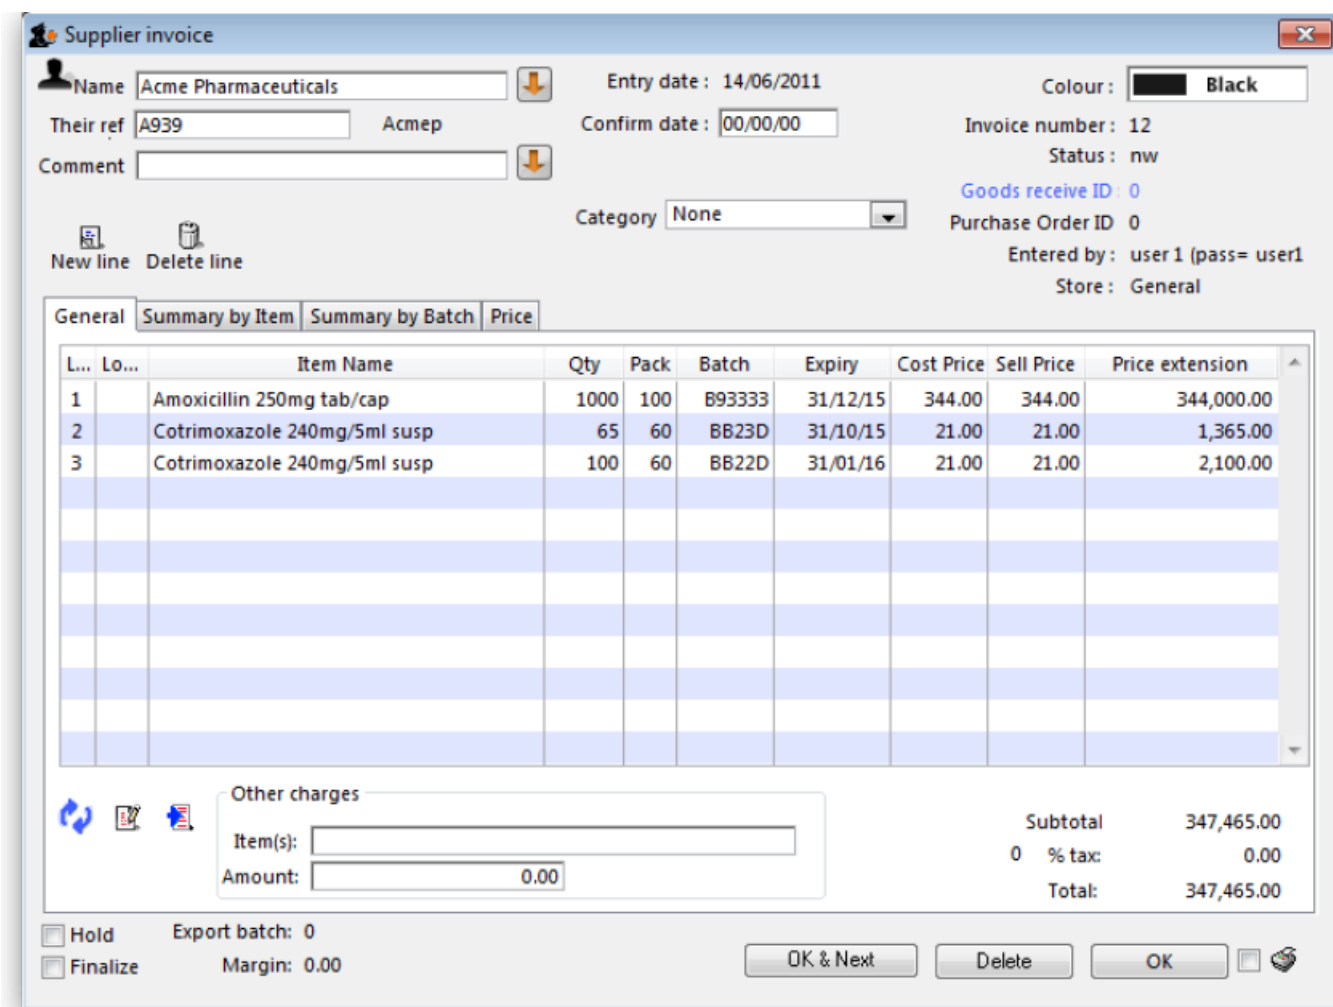 Supplier invoice
Name Acme Pharmaceuticals Entry date : 14/06/2011 Colour : Black
Their ref A939 Acmep Confirm date : 00/00/00 Invoice number : 12
Comment Status : nw
Goods receive ID : 0
Category None Purchase Order ID 0
New line Delete line Entered by : user 1 (pass= user1
Store : General
General Summary by Item Summary by Batch Price
L... Lo... Item Name Qty Pack Batch Expiry Cost Price Sell Price Price extension
1 Amoxicillin 250mg tab/cap 1000 100 B93333 31/12/15 344.00 344.00 344,000.00
2 Cotrimoxazole 240mg/5ml susp 65 60 BB23D 31/10/15 21.00 21.00 1,365.00
3 Cotrimoxazole 240mg/5ml susp 100 60 BB22D 31/01/16 21.00 21.00 2,100.00
Other charges
Item(s): Subtotal 347,465.00
0 % tax: 0.00
Amount: 0.00 Total: 347,465.00
Hold Export batch: 0
Finalize Margin: 0.00 OK & Next Delete OK